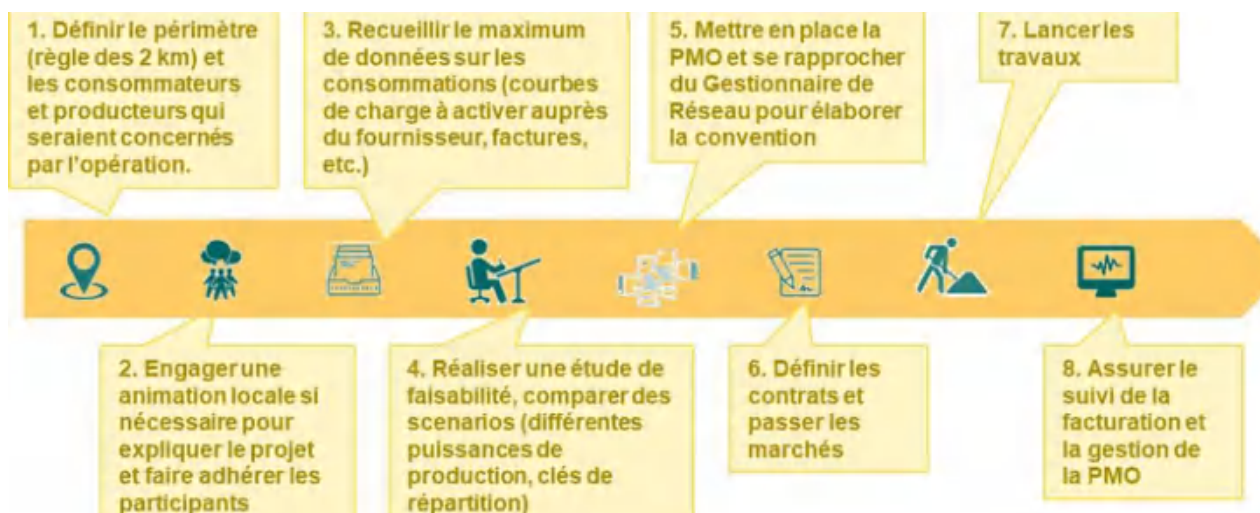 1. Définir le périmètre
(règle des 2 km) et
les consommateurs
et producteurs qui
seraient concernés
par l'opération.
2. Engager une
animation locale si
nécessaire pour
expliquer le projet
et faire adhérer les
participants
3. Recueillir le maximum
de données sur les
consommations (courbes
de charge à activer auprès
du fournisseur, factures,
etc.)
4. Réaliser une étude de
faisabilité, comparer des
scenarios (différentes
puissances de
production, clés de
répartition)
5. Mettre en place la
PMO et se rapprocher
du Gestionnaire de
Réseau pour élaborer
la convention
6. Définir les
contrats et
passer les
marchés
7. Lancer les
travaux
8. Assurer le
suivi de la
facturation et
la gestion de
la PMO